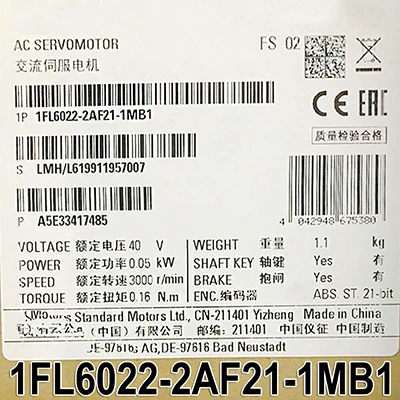 AC SERVOMOTOR FS 02
交流伺服电机
1P 1FL6022-2AF21-1MB1
CE EAC
质量检验合格
S LMH/L619911957007
P A5E33417485
4 042948 675380
VOLTAGE 额定电压 40 V WEIGHT 重量 1.1 kg
POWER 额定功率 0.05 kW SHAFT KEY 轴键 Yes 有
SPEED 额定转速 3000 r/min BRAKE 抱闸 Yes 有
TORQUE 额定扭矩 0.16 N.m ENC. 编码器 ABS. ST. 21-bit
Standard Motors Ltd., CN-211401 Yizheng Made in China
(中国)有限公司 邮编 211401 中国仪征 中国制造
AG, DE-97616 Bad Neustadt
1FL6022-2AF21-1MB1